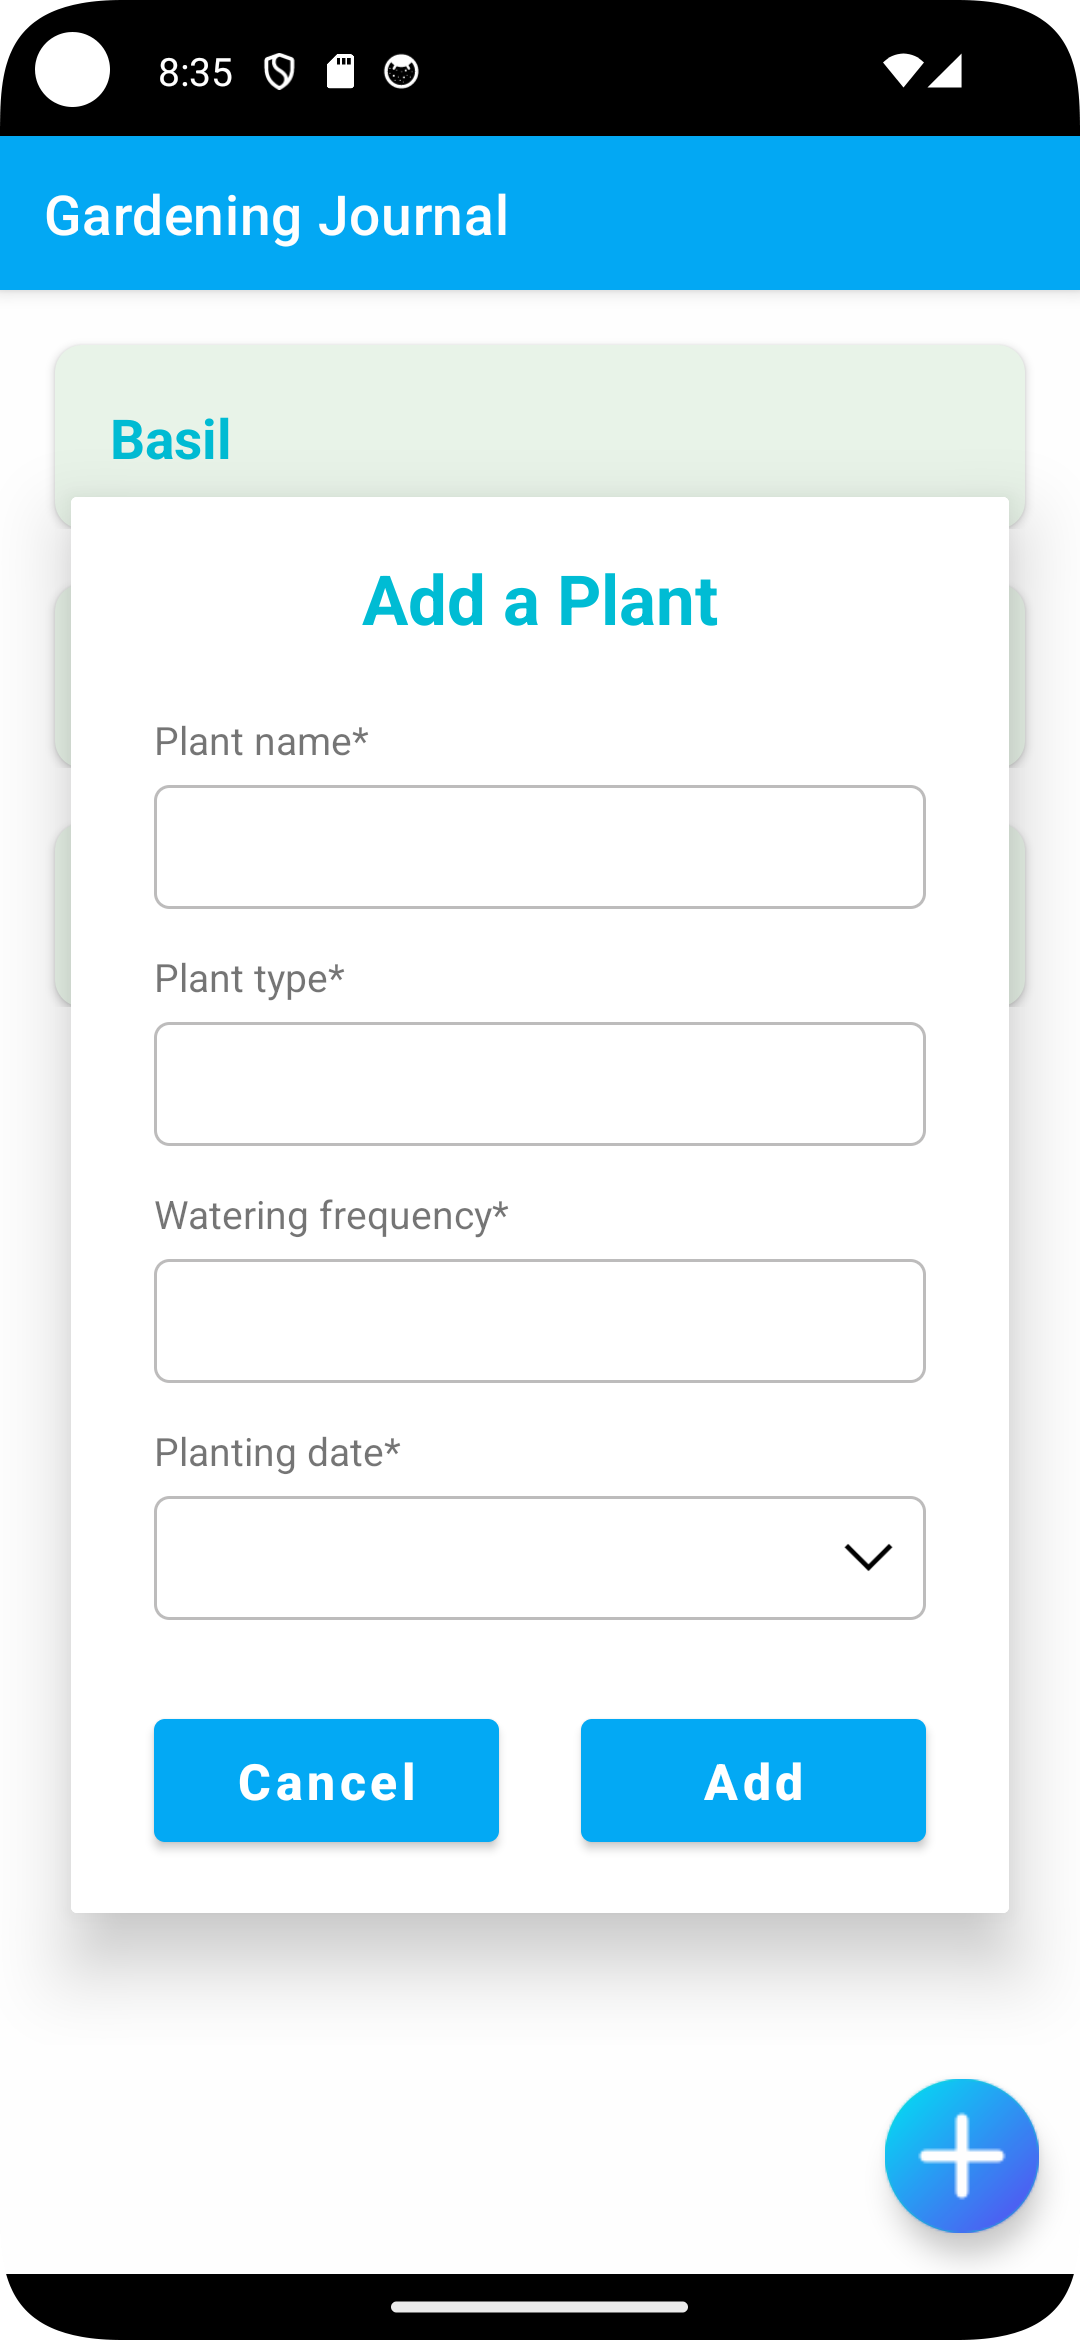 8:35
Gardening Journal
Basil
Add a Plant
Plant name*
Plant type*
Watering frequency*
Planting date*
Cancel
Add